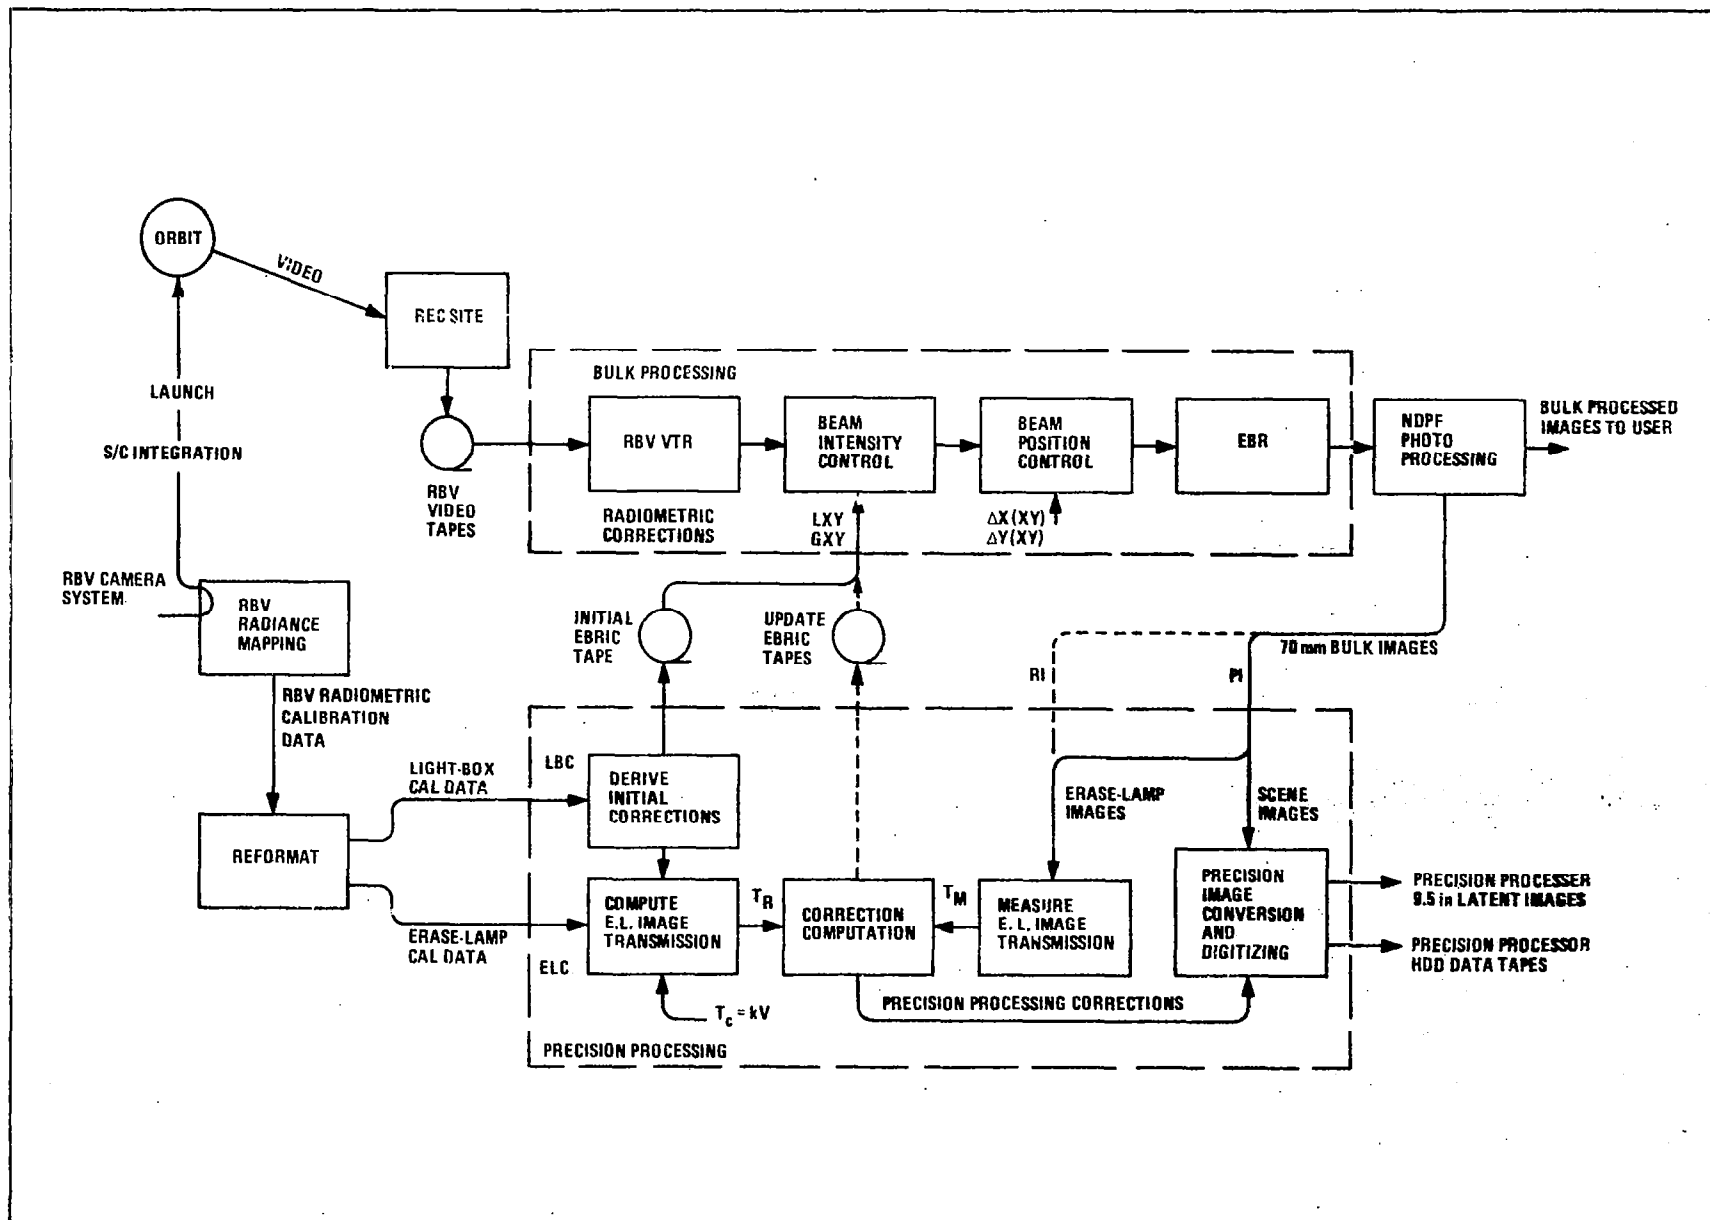 ORBIT
VIDEO
REC SITE
LAUNCH
S/C INTEGRATION
BULK PROCESSING
RBV VTR
BEAM
INTENSITY
CONTROL
BEAM
POSITION
CONTROL
EBR
NDPF
PHOTO
PROCESSING
BULK PROCESSED
IMAGES TO USER
RBV
VIDEO
TAPES
RADIOMETRIC
CORRECTIONS
LXY
GXY
ΔX(XY)
ΔY(XY)
RBV CAMERA
SYSTEM
RBV
RADIANCE
MAPPING
INITIAL
EBRIC
TAPE
UPDATE
EBRIC
TAPES
70 mm BULK IMAGES
RI
PI
RBV RADIOMETRIC
CALIBRATION
DATA
LIGHT-BOX
CAL DATA
LBC
DERIVE
INITIAL
CORRECTIONS
ERASE-LAMP
IMAGES
SCENE
IMAGES
REFORMAT
ERASE-LAMP
CAL DATA
ELC
COMPUTE
E.L. IMAGE
TRANSMISSION
TR
CORRECTION
COMPUTATION
TM
MEASURE
E. L. IMAGE
TRANSMISSION
PRECISION
IMAGE
CONVERSION
AND
DIGITIZING
PRECISION PROCESSER
9.5 in LATENT IMAGES
PRECISION PROCESSOR
HDD DATA TAPES
Tc = kV
PRECISION PROCESSING CORRECTIONS
PRECISION PROCESSING